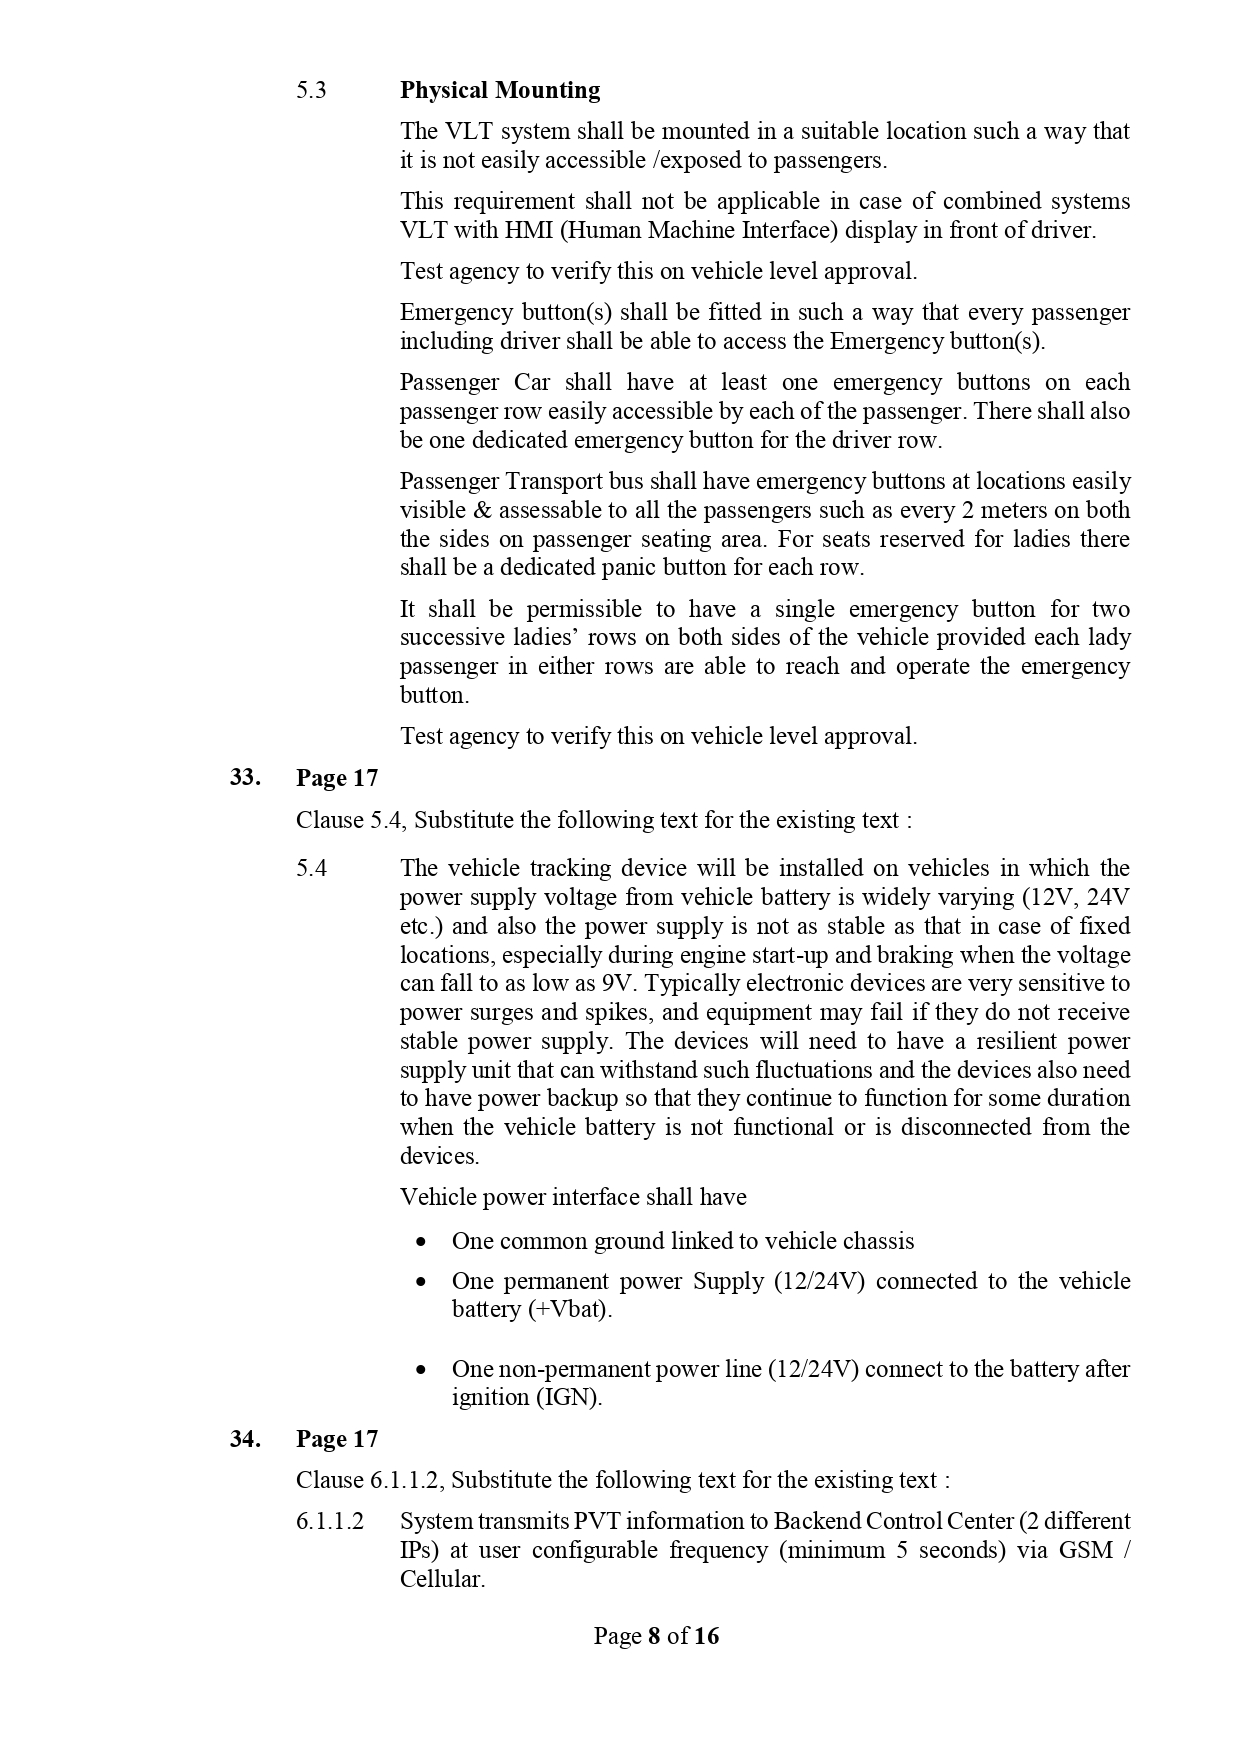 5.3 Physical Mounting
The VLT system shall be mounted in a suitable location such a way that
it is not easily accessible /exposed to passengers.
This requirement shall not be applicable in case of combined systems
VLT with HMI (Human Machine Interface) display in front of driver.
Test agency to verify this on vehicle level approval.
Emergency button(s) shall be fitted in such a way that every passenger
including driver shall be able to access the Emergency button(s).
Passenger Car shall have at least one emergency buttons on each
passenger row easily accessible by each of the passenger. There shall also
be one dedicated emergency button for the driver row.
Passenger Transport bus shall have emergency buttons at locations easily
visible & assessable to all the passengers such as every 2 meters on both
the sides on passenger seating area. For seats reserved for ladies there
shall be a dedicated panic button for each row.
It shall be permissible to have a single emergency button for two
successive ladies’ rows on both sides of the vehicle provided each lady
passenger in either rows are able to reach and operate the emergency
button.
Test agency to verify this on vehicle level approval.
33. Page 17
Clause 5.4, Substitute the following text for the existing text :
5.4 The vehicle tracking device will be installed on vehicles in which the
power supply voltage from vehicle battery is widely varying (12V, 24V
etc.) and also the power supply is not as stable as that in case of fixed
locations, especially during engine start-up and braking when the voltage
can fall to as low as 9V. Typically electronic devices are very sensitive to
power surges and spikes, and equipment may fail if they do not receive
stable power supply. The devices will need to have a resilient power
supply unit that can withstand such fluctuations and the devices also need
to have power backup so that they continue to function for some duration
when the vehicle battery is not functional or is disconnected from the
devices.
Vehicle power interface shall have
• One common ground linked to vehicle chassis
• One permanent power Supply (12/24V) connected to the vehicle
battery (+Vbat).
• One non-permanent power line (12/24V) connect to the battery after
ignition (IGN).
34. Page 17
Clause 6.1.1.2, Substitute the following text for the existing text :
6.1.1.2 System transmits PVT information to Backend Control Center (2 different
IPs) at user configurable frequency (minimum 5 seconds) via GSM /
Cellular.
Page 8 of 16